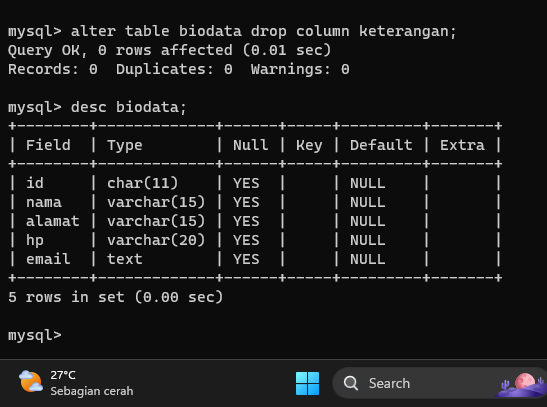 mysql> alter table biodata drop column keterangan;
Query OK, 0 rows affected (0.01 sec)
Records: 0  Duplicates: 0  Warnings: 0

mysql> desc biodata;
+--------+-------------+------+-----+---------+-------+
| Field  | Type        | Null | Key | Default | Extra |
+--------+-------------+------+-----+---------+-------+
| id     | char(11)    | YES  |     | NULL    |       |
| nama   | varchar(15) | YES  |     | NULL    |       |
| alamat | varchar(15) | YES  |     | NULL    |       |
| hp     | varchar(20) | YES  |     | NULL    |       |
| email  | text        | YES  |     | NULL    |       |
+--------+-------------+------+-----+---------+-------+
5 rows in set (0.00 sec)

mysql>
27°C
Sebagian cerah
Search